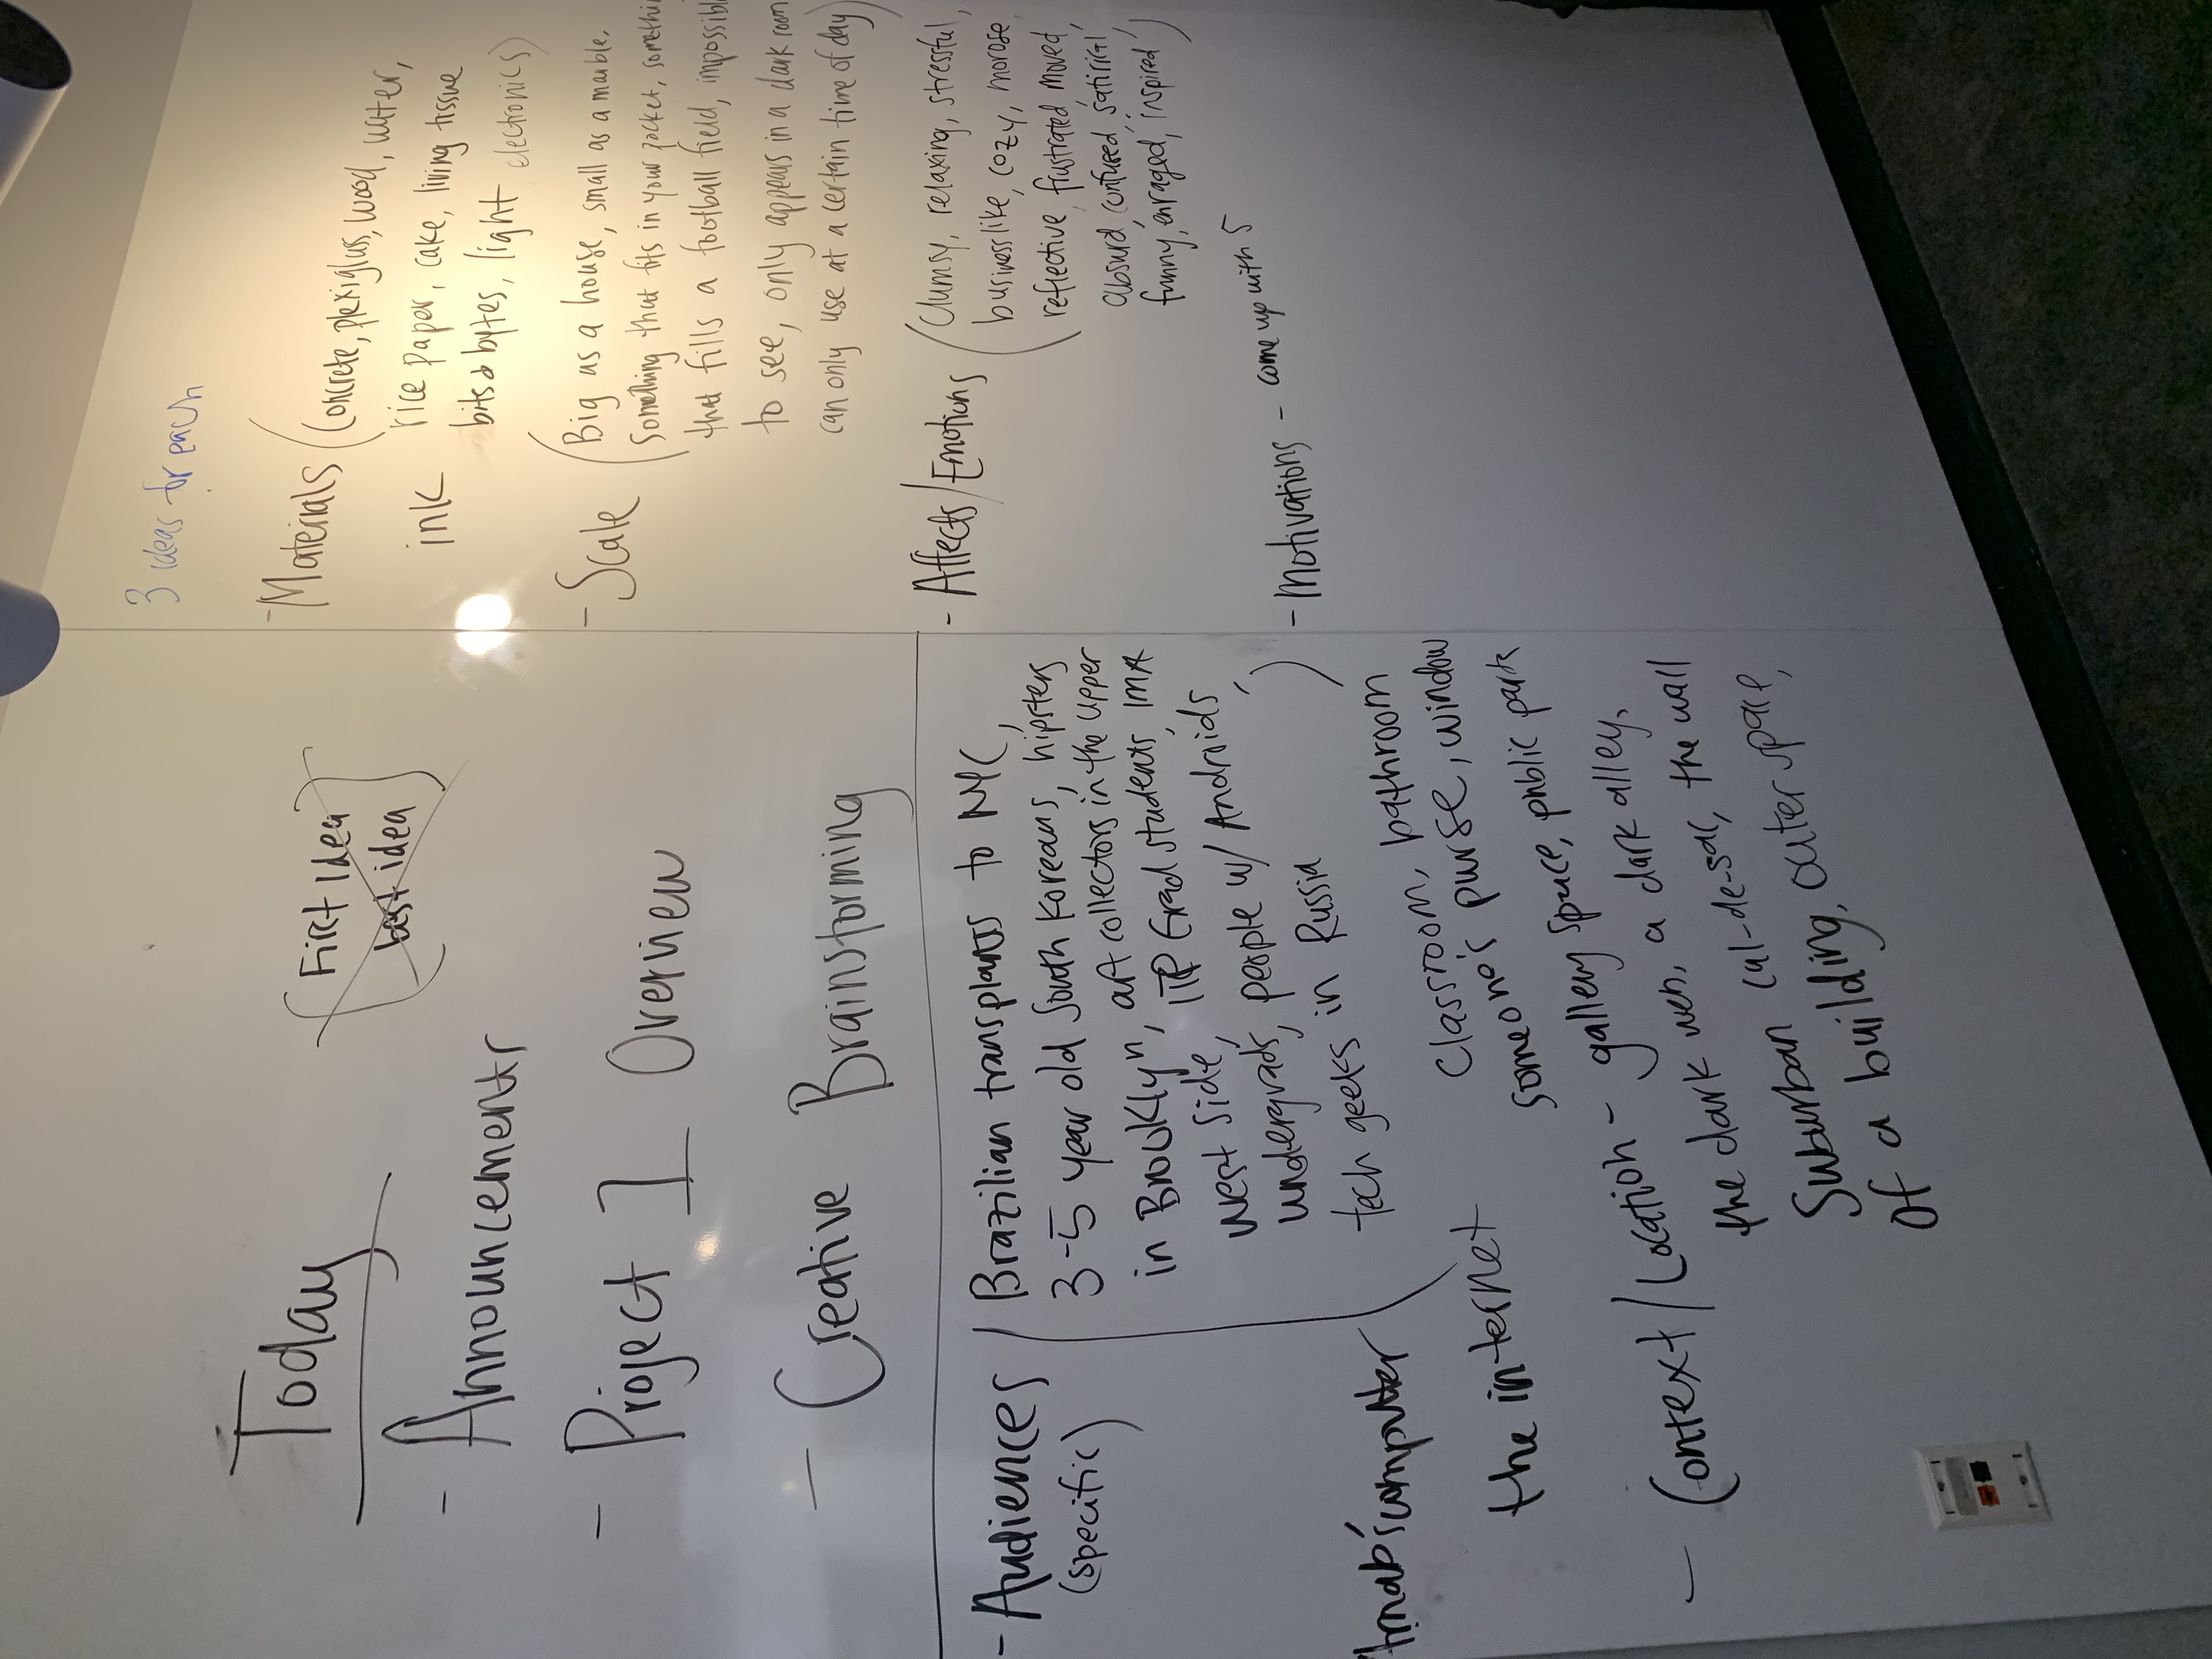 Today
- Announcements
- Project 1 Overview
- Creative Brainstorming
First Idea
best idea
- Audiences
(specific)
Brazilian transplants to NYC,
3-5 year old South Koreans, hipsters
in Brooklyn, art collectors in the upper
west side, ITP Grad students, IMA
undergrads, people w/ Androids,
tech geeks in Russia )
computer
the internet
Classroom, bathroom
someone's purse, window
- Context/Location - gallery space, public park
the dark web, a dark alley,
Suburban cul-de-sac, the wall
of a building, outer space,
3 ideas for each
- Materials (Concrete, plexiglass, wood, water,
ink rice paper, cake, living tissue
bits & bytes, light, electronics)
- Scale (Big as a house, small as a marble,
Something that fits in your pocket, somethi
that fills a football field, impossibl
to see, only appears in a dark room
can only use at a certain time of day)
- Affects/Emotions (Clumsy, relaxing, stressful,
businesslike, cozy, morose,
reflective, frustrated, moved,
absurd, confused, satirical,
funny, enraged, inspired)
- Motivations - come up with 5